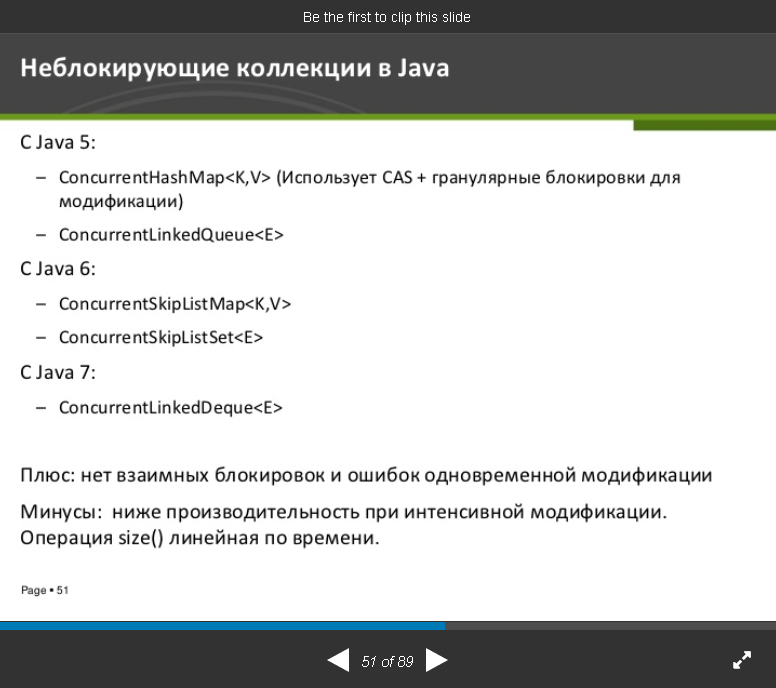 Be the first to clip this slide
Неблокирующие коллекции в Java
С Java 5:
– ConcurrentHashMap<K,V> (Использует CAS + гранулярные блокировки для
модификации)
– ConcurrentLinkedQueue<E>
С Java 6:
– ConcurrentSkipListMap<K,V>
– ConcurrentSkipListSet<E>
С Java 7:
– ConcurrentLinkedDeque<E>
Плюс: нет взаимных блокировок и ошибок одновременной модификации
Минусы: ниже производительность при интенсивной модификации.
Операция size() линейная по времени.
Page ▪ 51
51 of 89